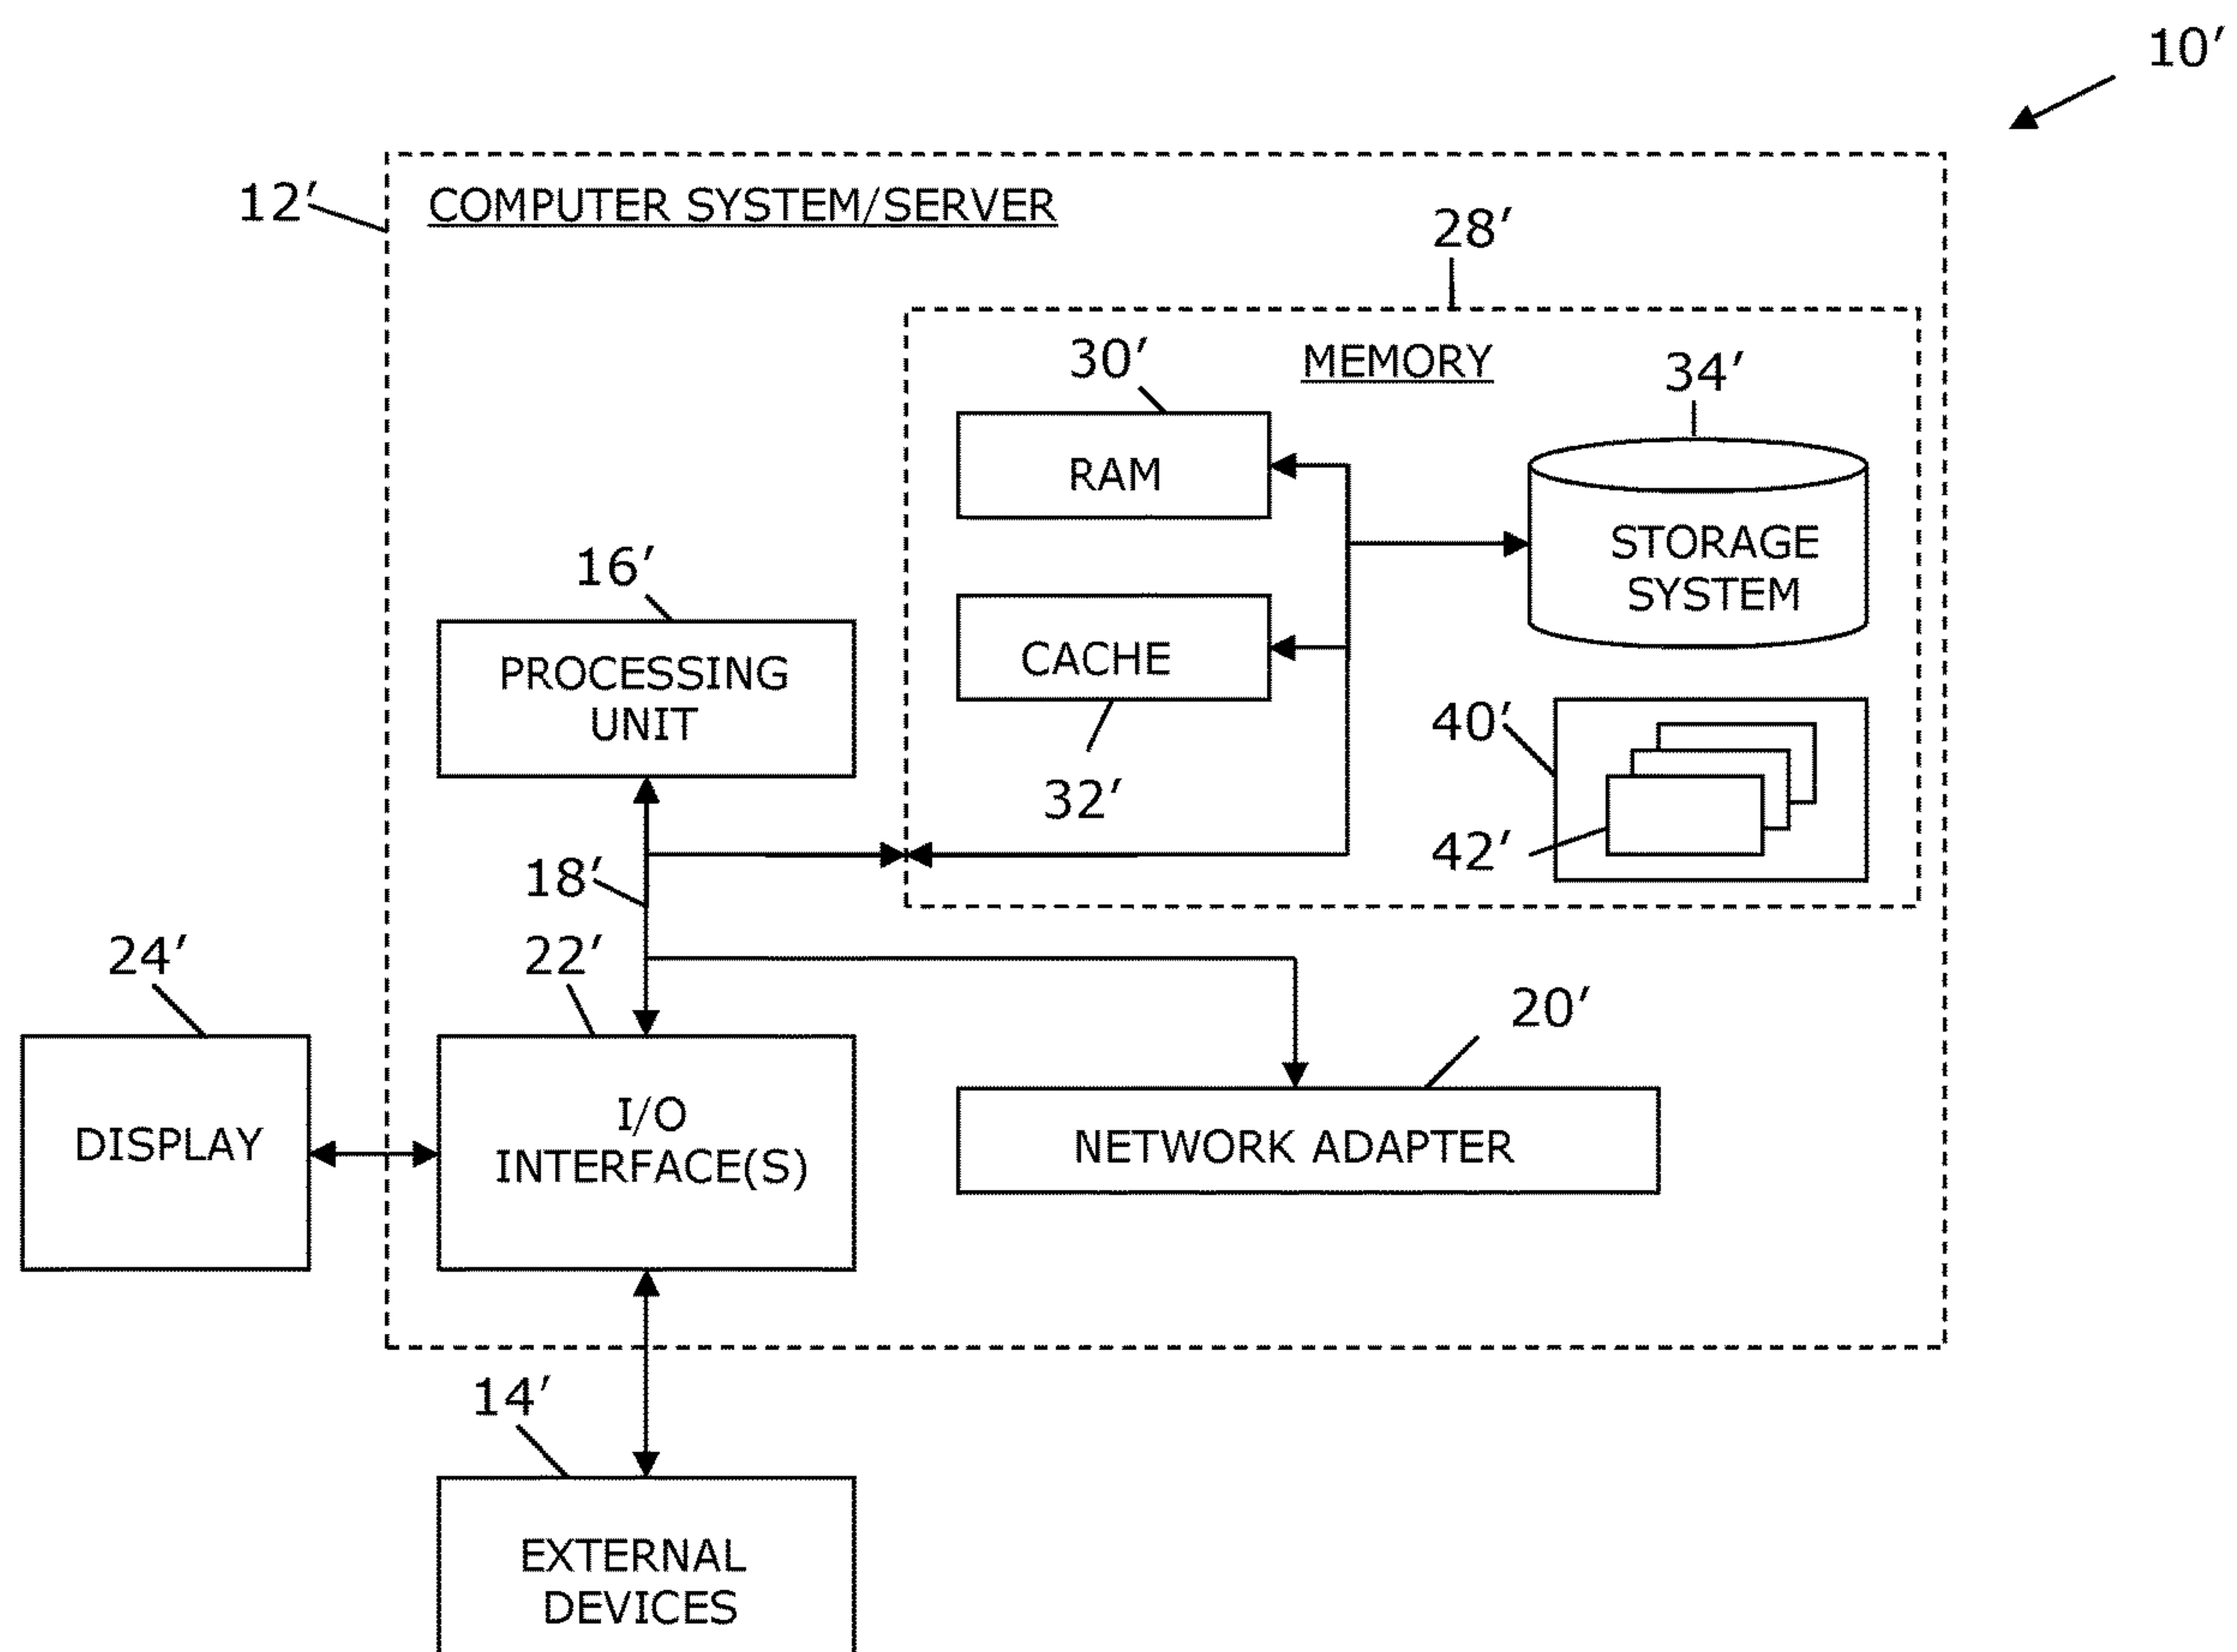 10′
12′
COMPUTER SYSTEM/SERVER
28′
30′
MEMORY
34′
RAM
STORAGE
SYSTEM
16′
PROCESSING
UNIT
CACHE
32′
40′
42′
18′
22′
24′
20′
DISPLAY
I/O
INTERFACE(S)
NETWORK ADAPTER
14′
EXTERNAL
DEVICES